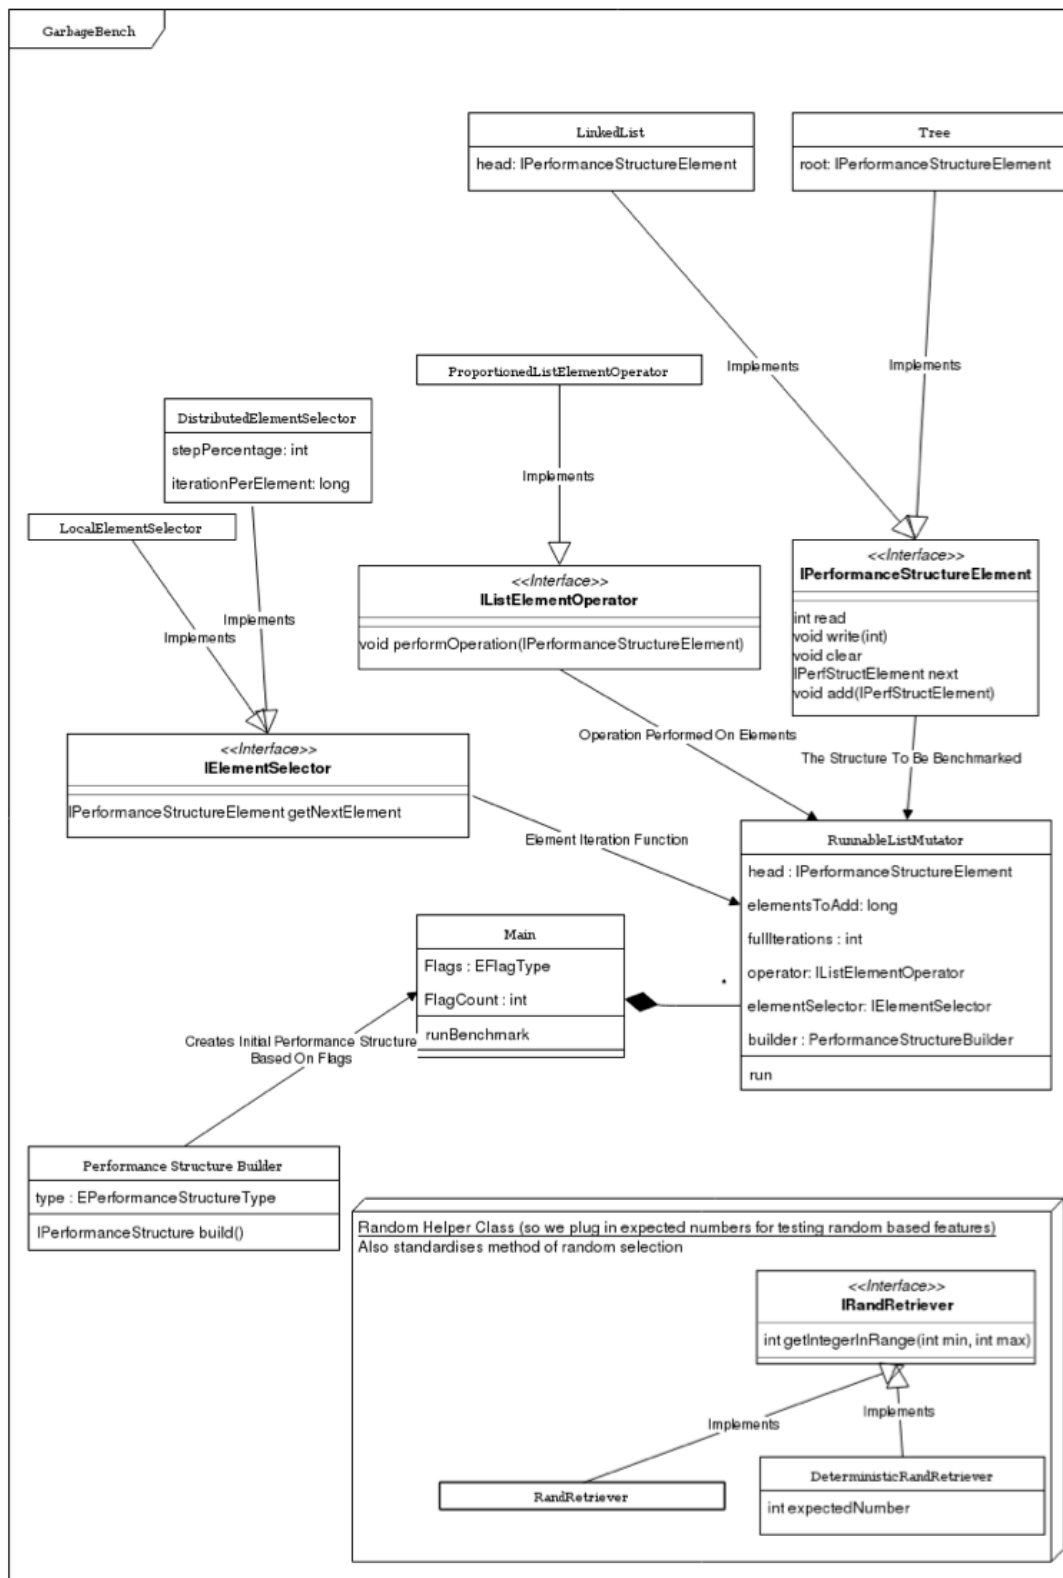 GarbageBench
LinkedList
head: IPerformanceStructureElement
Tree
root: IPerformanceStructureElement
Implements
Implements
ProportionedListElementOperator
Implements
DistributedElementSelector
stepPercentage: int
iterationPerElement: long
LocalElementSelector
Implements
Implements
<<Interface>>
IListElementOperator
void performOperation(IPerformanceStructureElement)
<<Interface>>
IPerformanceStructureElement
int read
void write(int)
void clear
IPerfStructElement next
void add(IPerfStructElement)
<<Interface>>
IElementSelector
IPerformanceStructureElement getNextElement
Operation Performed On Elements
The Structure To Be Benchmarked
Element Iteration Function
RunnableListMutator
head : IPerformanceStructureElement
elementsToAdd: long
fullIterations : int
operator: IListElementOperator
elementSelector: IElementSelector
builder : PerformanceStructureBuilder
run
Main
Flags : EFlagType
FlagCount : int
runBenchmark
*
Creates Initial Performance Structure
Based On Flags
Performance Structure Builder
type : EPerformanceStructureType
IPerformanceStructure build()
Random Helper Class (so we plug in expected numbers for testing random based features)
Also standardises method of random selection
<<Interface>>
IRandRetriever
int getIntegerInRange(int min, int max)
Implements
Implements
RandRetriever
DeterministicRandRetriever
int expectedNumber